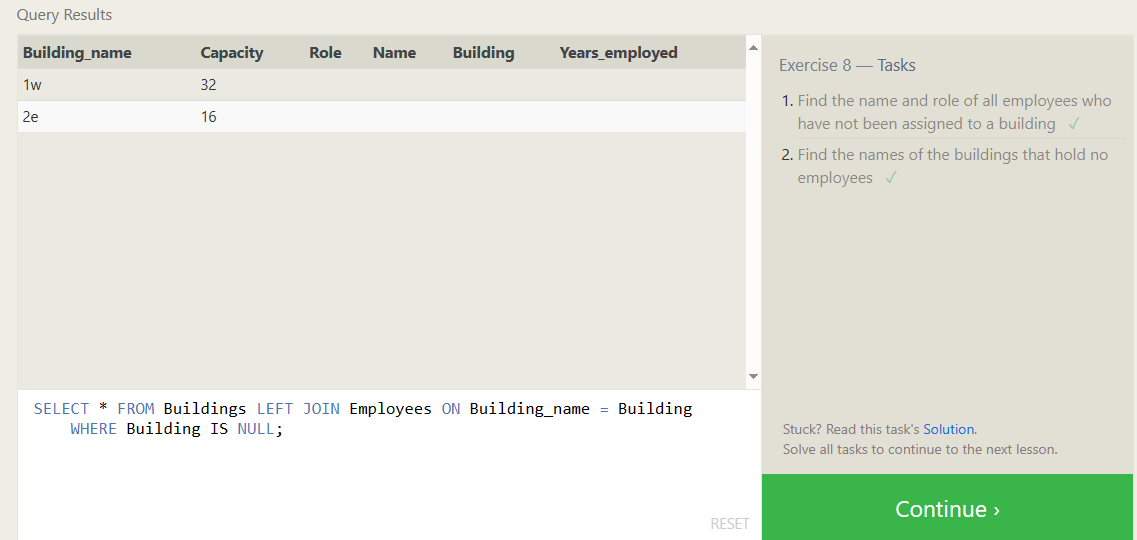 Query Results
Building_name Capacity Role Name Building Years_employed
1w 32
2e 16
SELECT * FROM Buildings LEFT JOIN Employees ON Building_name = Building
WHERE Building IS NULL;
RESET
Exercise 8 — Tasks
1. Find the name and role of all employees who
have not been assigned to a building ✓
2. Find the names of the buildings that hold no
employees ✓
Stuck? Read this task's Solution.
Solve all tasks to continue to the next lesson.
Continue ›